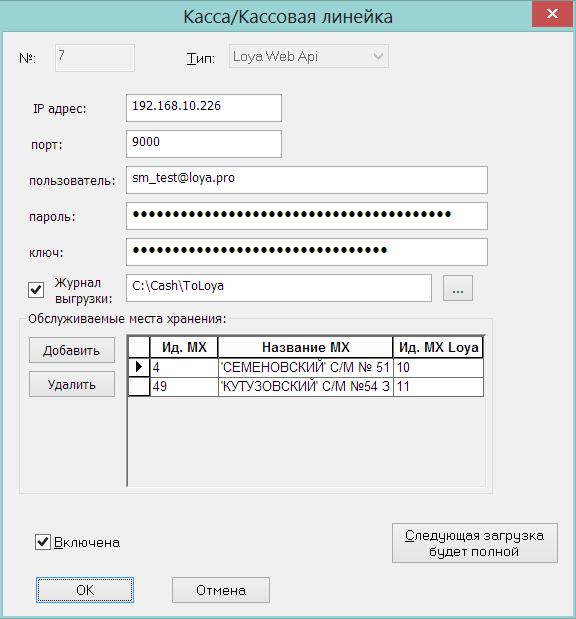 Касса/Кассовая линейка
№: 7 Тип: Loya Web Api
IP адрес: 192.168.10.226
порт: 9000
пользователь: sm_test@loya.pro
пароль: ●●●●●●●●●●●●●●●●●●●●●●●●●●●●●●●●●●●●●●●●
ключ: ●●●●●●●●●●●●●●●●●●●●●●●●●●●●●●●●
Журнал
выгрузки: C:\Cash\ToLoya ...
Обслуживаемые места хранения:
Добавить
Удалить
Ид. МХ Название МХ Ид. МХ Loya
4 'СЕМЕНОВСКИЙ' С/М № 51 10
49 'КУТУЗОВСКИЙ' С/М №54 З 11
Включена
Следующая загрузка
будет полной
ОК Отмена